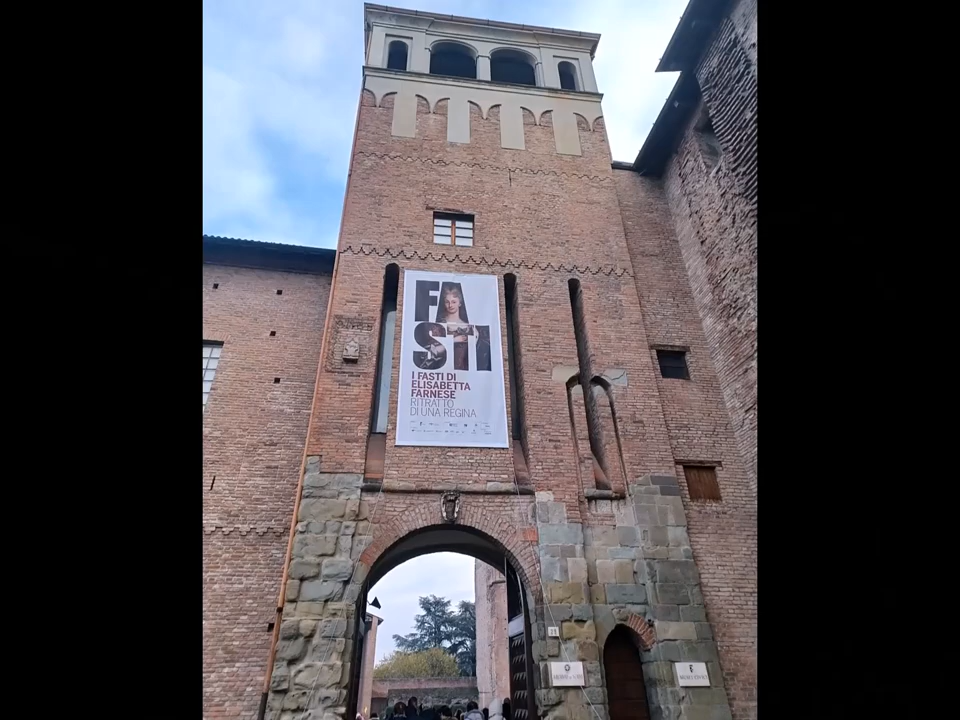 FA
STI
I FASTI DI
ELISABETTA
FARNESE
RITRATTO
DI UNA REGINA